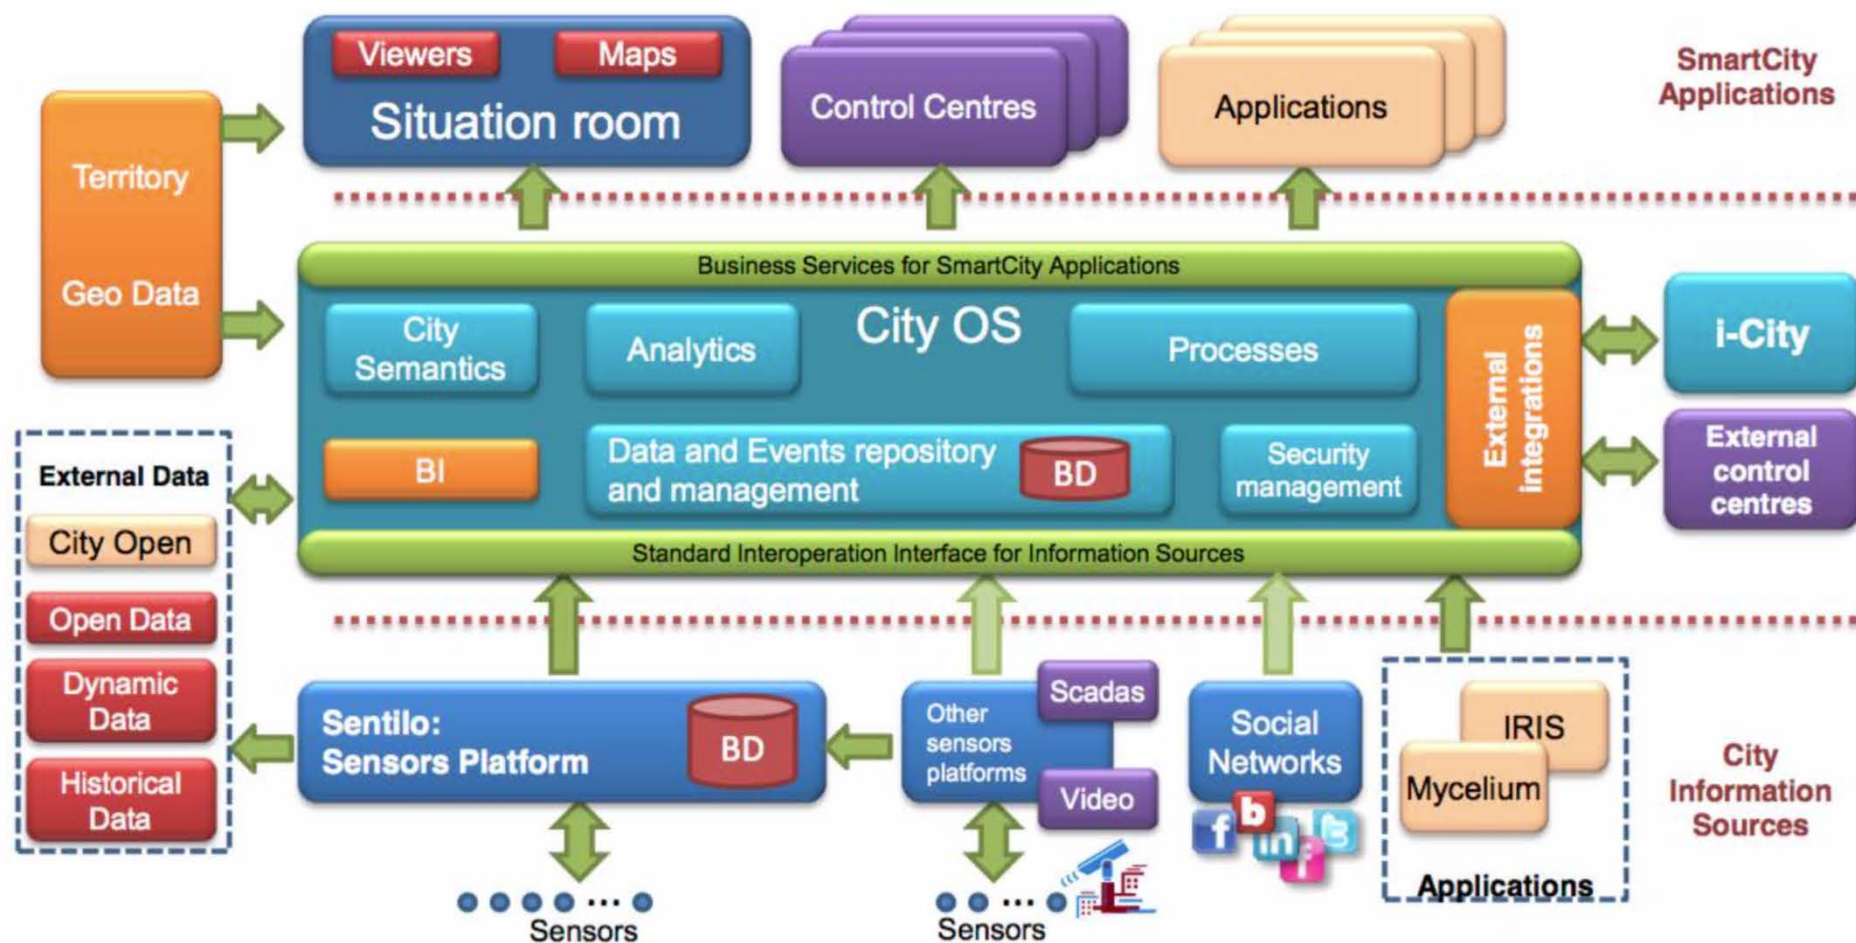 Viewers
Maps
Situation room
Control Centres
Applications
SmartCity
Applications
Territory
Geo Data
Business Services for SmartCity Applications
City OS
City
Semantics
Analytics
Processes
External
integrations
i-City
BI
Data and Events repository
and management
BD
Security
management
External
control
centres
Standard Interoperation Interface for Information Sources
External Data
City Open
Open Data
Dynamic
Data
Historical
Data
Sentilo:
Sensors Platform
BD
Other
sensors
platforms
Scadas
Video
Social
Networks
f
b
in
f
t
IRIS
Mycelium
Applications
City
Information
Sources
...
Sensors
...
Sensors